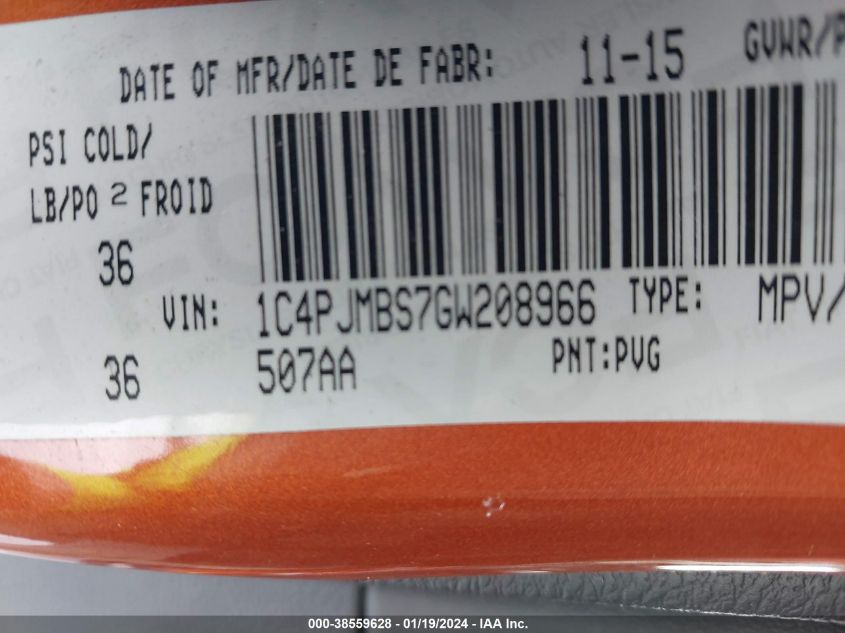 DATE OF MFR/DATE DE FABR: 11-15 GVWR/P
PSI COLD/
LB/PO 2 FROID
36
VIN: 1C4PJMBS7GW208966 TYPE: MPV/
36 507AA PNT:PVG
000-38559628 - 01/19/2024 - IAA Inc.